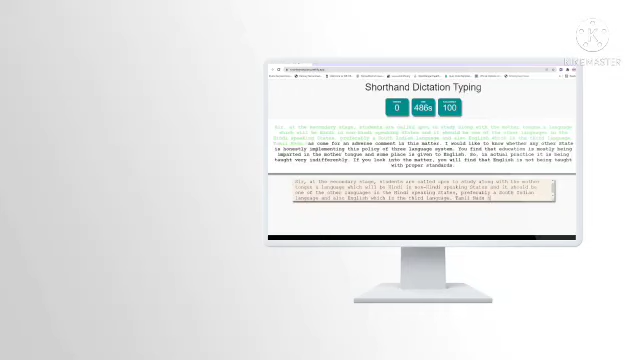 KINEMASTER
Shorthand Dictation Typing
0
486s
100
Sir, at the secondary stage, students are called upon to study along with the mother, tongue a language
which will be Hindi in non-Hindi speaking States and it should be one of the other languages in the
Hindi speaking States, preferably a South Indian language and also English which is the third language.
Tamil Nadu, as come for an adverse comment in this matter. I would like to know whether any other State
is honestly implementing this policy of three language system. You find that education is mostly being
imparted in the mother tongue and some place is given to English. So, in actual practice it is being
taught very indifferently. If you look into the matter, you will find that English is not being taught
with proper standards.
Sir, at the secondary stage, students are called upon to study along with the mother
tongue a language which will be Hindi in non-Hindi speaking States and it should be
one of the other languages in the Hindi speaking States, preferably a South Indian
language and also English which is the third language. Tamil Nadu